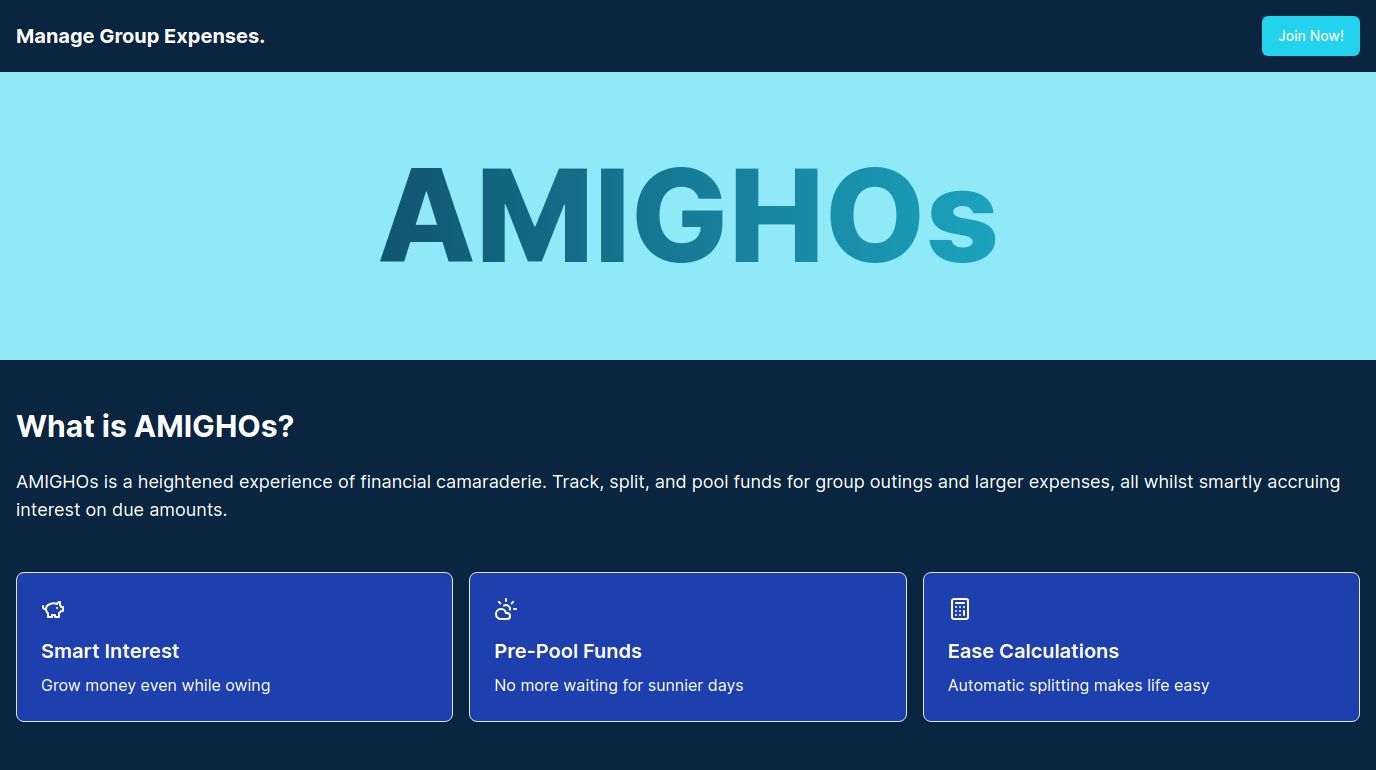 Manage Group Expenses.
Join Now!
AMIGHOs
What is AMIGHOs?
AMIGHOs is a heightened experience of financial camaraderie. Track, split, and pool funds for group outings and larger expenses, all whilst smartly accruing
interest on due amounts.
Smart Interest
Grow money even while owing
Pre-Pool Funds
No more waiting for sunnier days
Ease Calculations
Automatic splitting makes life easy